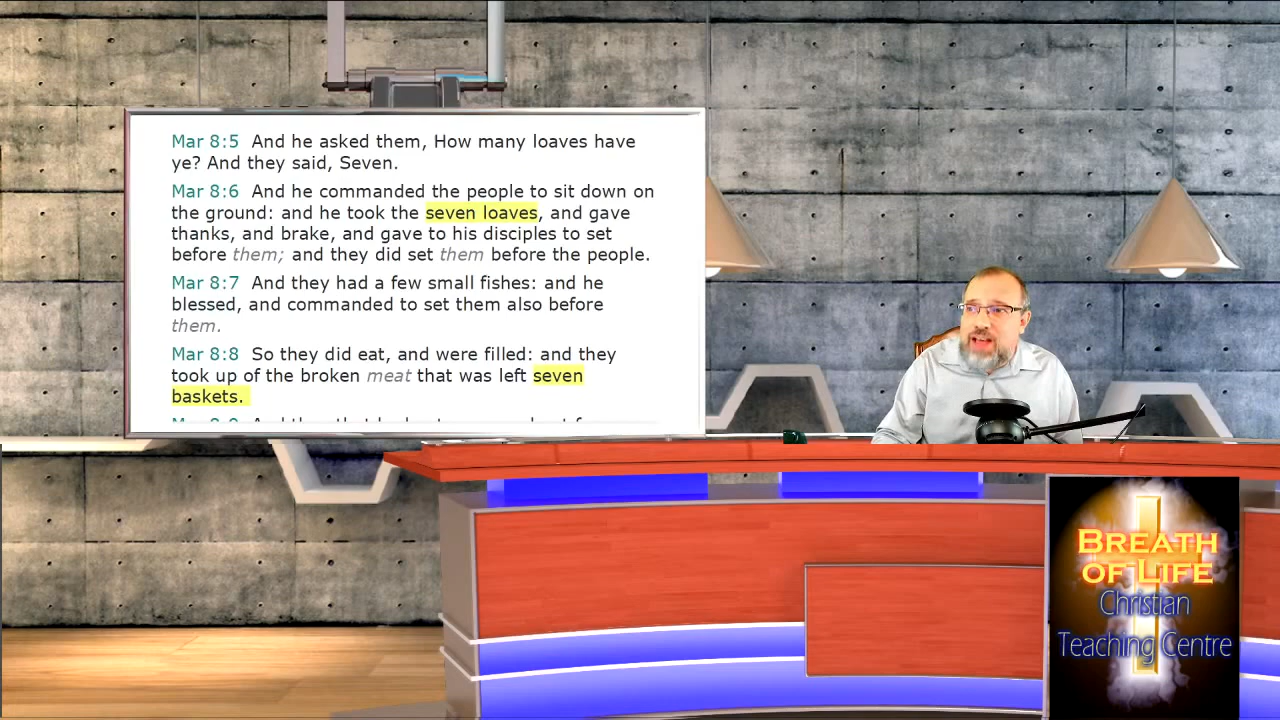 Mar 8:5 And he asked them, How many loaves have
ye? And they said, Seven.
Mar 8:6 And he commanded the people to sit down on
the ground: and he took the seven loaves, and gave
thanks, and brake, and gave to his disciples to set
before them; and they did set them before the people.
Mar 8:7 And they had a few small fishes: and he
blessed, and commanded to set them also before
them.
Mar 8:8 So they did eat, and were filled: and they
took up of the broken meat that was left seven
baskets.
BREATH
OF LIFE
Christian
Teaching Centre